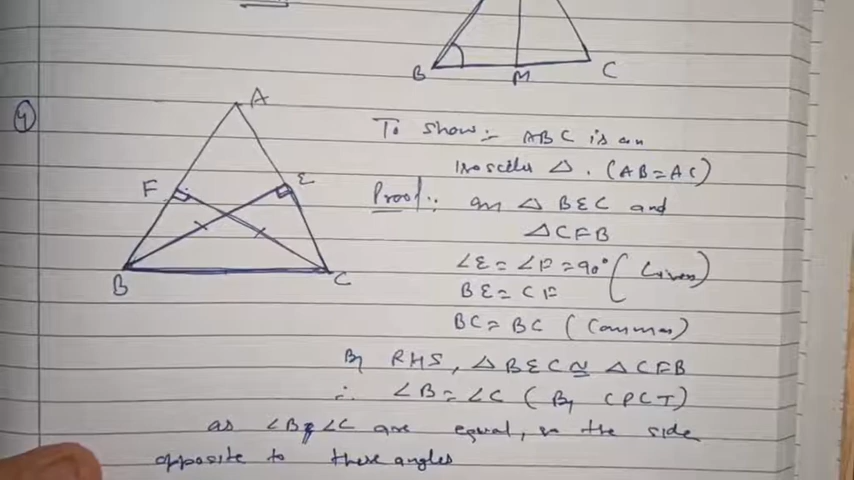 B M C
4
A
F E
B C
To show :- ABC is an
isosceles △. (AB=AC)
Proof :. In △ BEC and
△CFB
∠E = ∠F = 90° (Given)
BE = CF
BC = BC (Common)
By RHS, △BEC ≅ △CFB
∴ ∠B = ∠C (By CPCT)
as ∠B & ∠C are equal, so the side
opposite to these angles